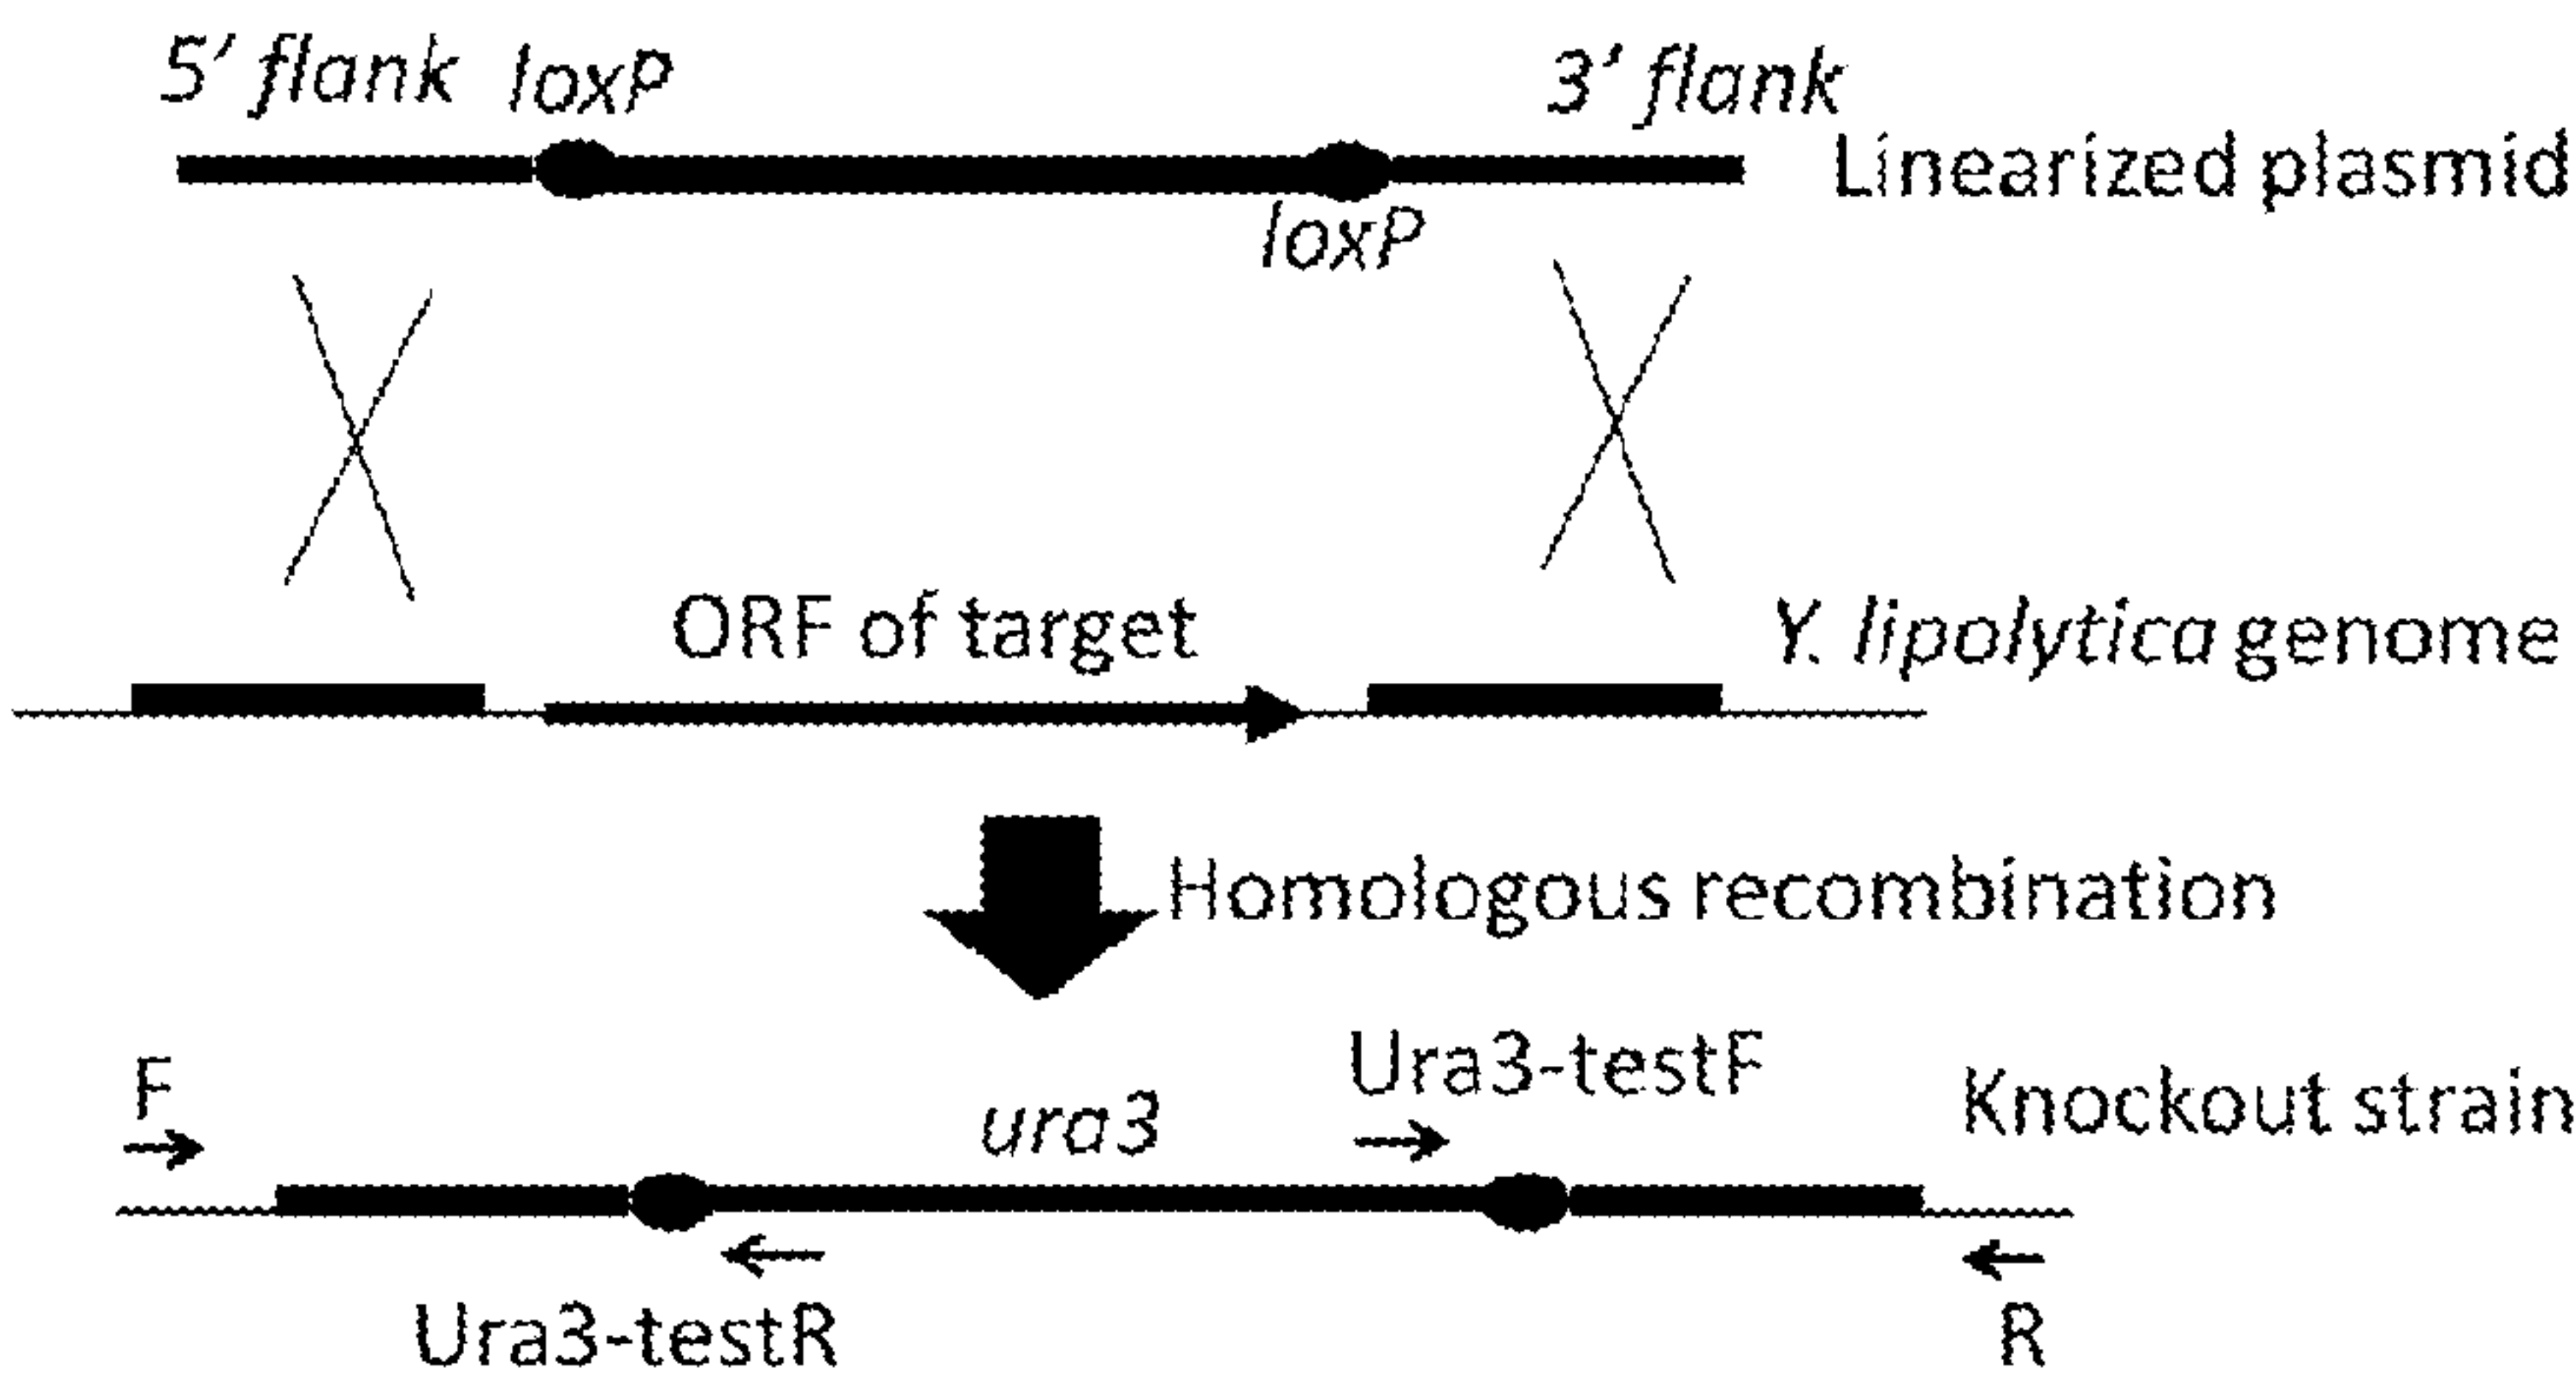 5' flank loxP
3' flank
Linearized plasmid
loxP
ORF of target
Y. lipolytica genome
Homologous recombination
F
ura3
Ura3-testF
Knockout strain
Ura3-testR
R